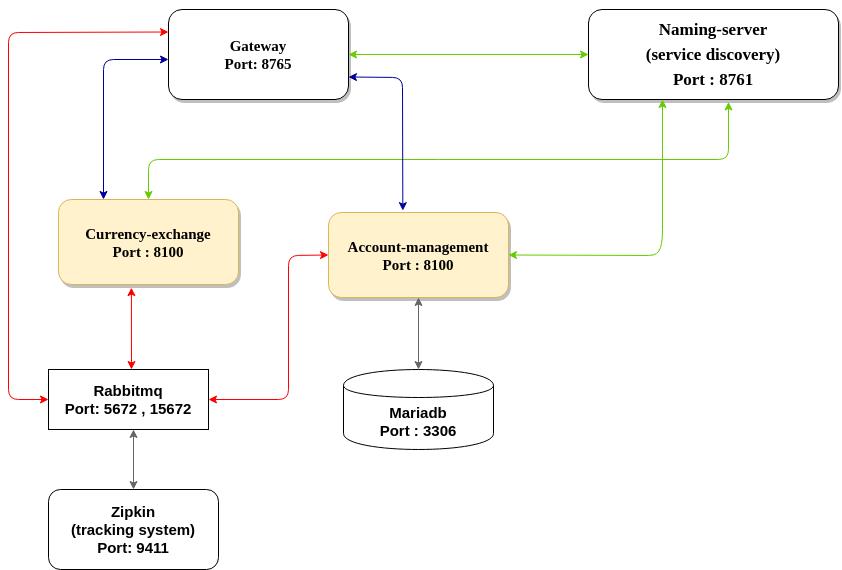 Gateway
Port: 8765
Naming-server
(service discovery)
Port : 8761
Currency-exchange
Port : 8100
Account-management
Port : 8100
Rabbitmq
Port: 5672 , 15672
Mariadb
Port : 3306
Zipkin
(tracking system)
Port: 9411